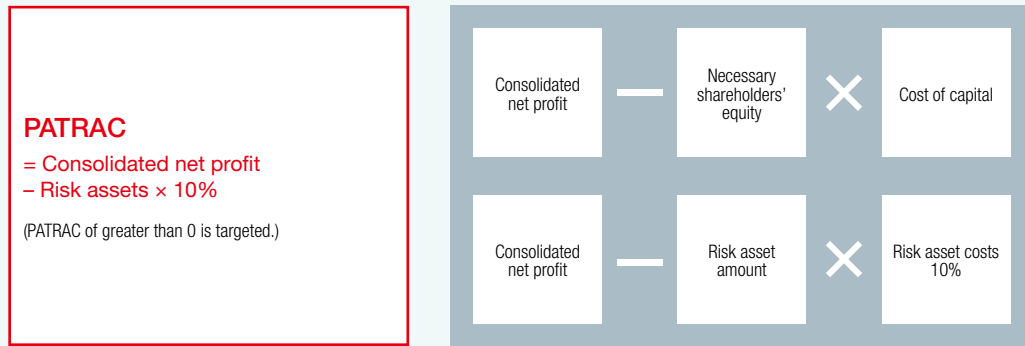 PATRAC
= Consolidated net profit
– Risk assets × 10%
(PATRAC of greater than 0 is targeted.)
Consolidated
net profit
—
Necessary
shareholders’
equity
×
Cost of capital
Consolidated
net profit
—
Risk asset
amount
×
Risk asset costs
10%